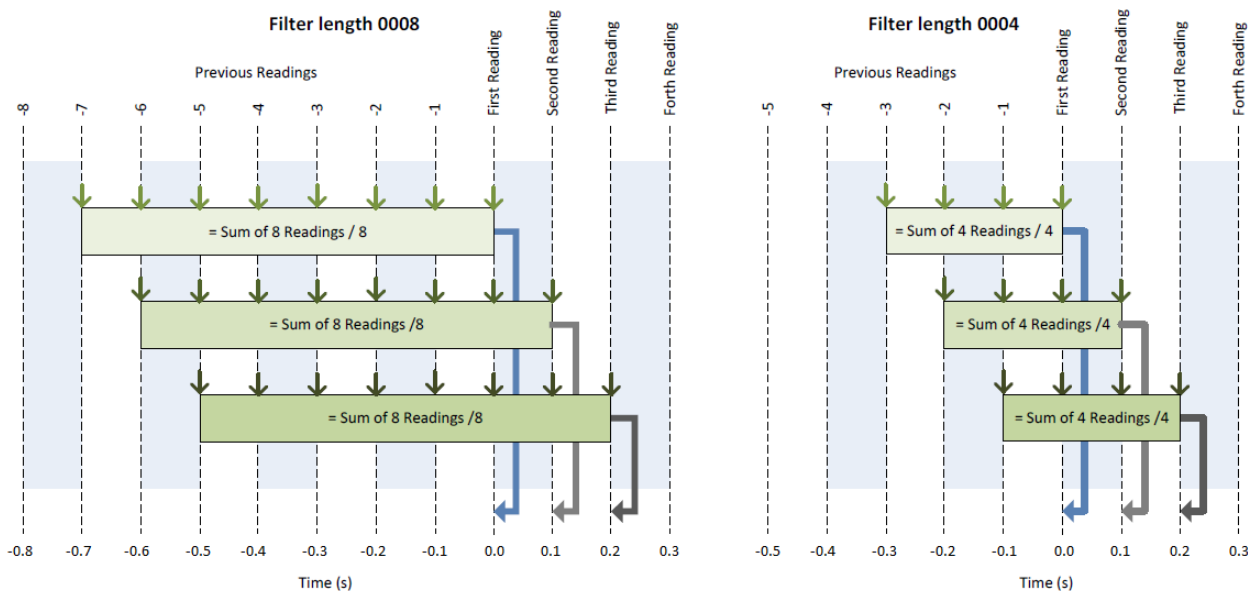 Filter length 0008
Previous Readings
-8 -7 -6 -5 -4 -3 -2 -1 First Reading Second Reading Third Reading Forth Reading
= Sum of 8 Readings / 8
= Sum of 8 Readings /8
= Sum of 8 Readings /8
-0.8 -0.7 -0.6 -0.5 -0.4 -0.3 -0.2 -0.1 0.0 0.1 0.2 0.3
Time (s)
Filter length 0004
Previous Readings
-5 -4 -3 -2 -1 First Reading Second Reading Third Reading Forth Reading
= Sum of 4 Readings / 4
= Sum of 4 Readings /4
= Sum of 4 Readings /4
-0.5 -0.4 -0.3 -0.2 -0.1 0.0 0.1 0.2 0.3
Time (s)